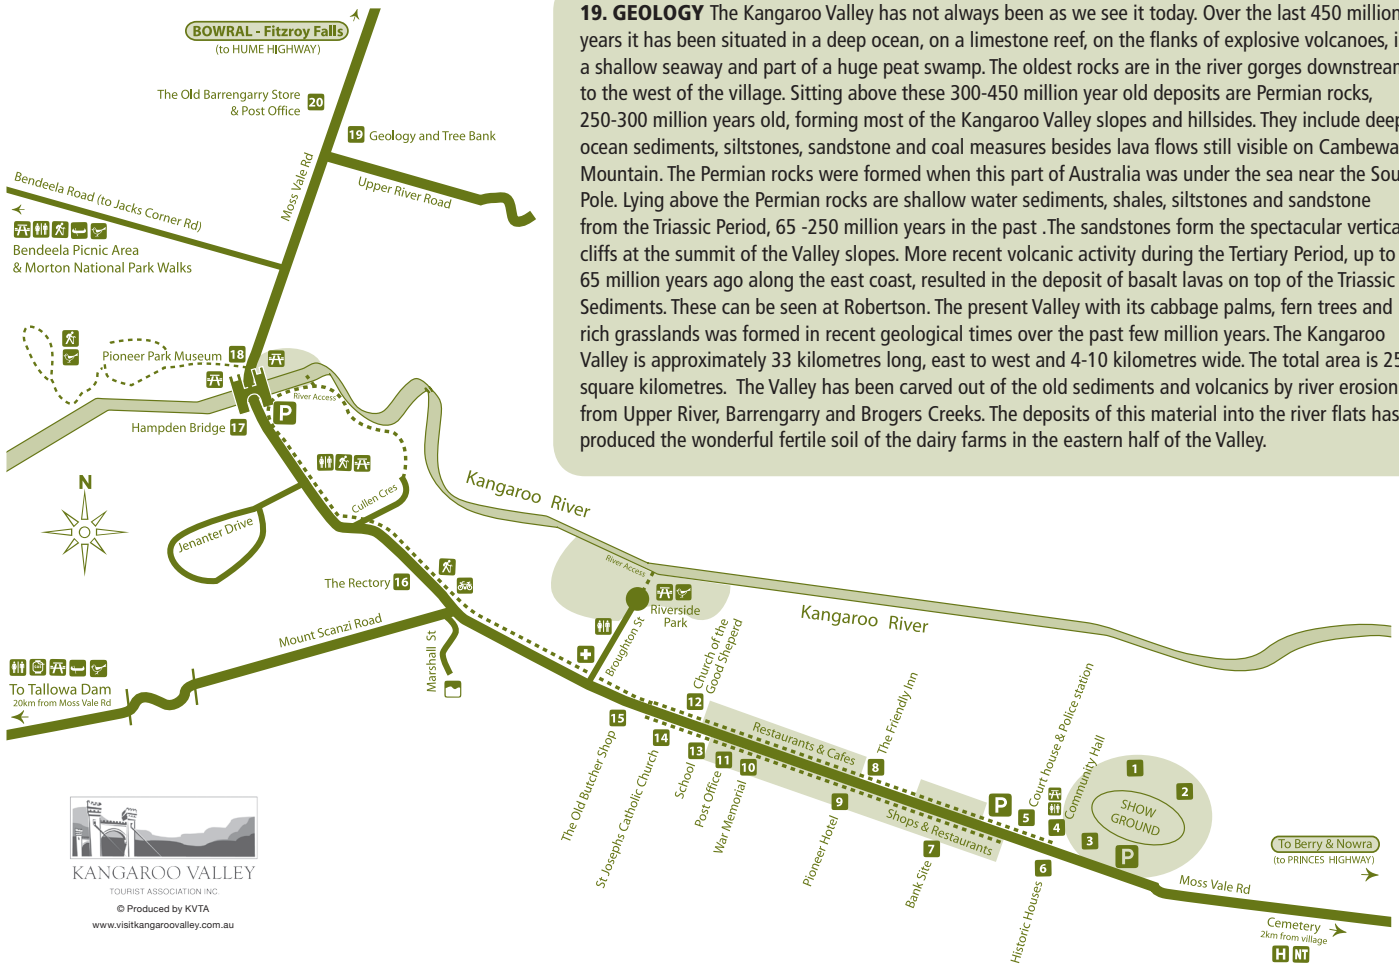 BOWRAL - Fitzroy Falls
(to HUME HIGHWAY)
The Old Barrengarry Store
& Post Office
20
19 Geology and Tree Bank
Moss Vale Rd
Upper River Road
Bendeela Road (to Jacks Corner Rd)
Bendeela Picnic Area
& Morton National Park Walks
Pioneer Park Museum 18
River Access
P
Hampden Bridge 17
N
Cullen Cres
Jenanter Drive
Kangaroo River
The Rectory 16
Mount Scanzi Road
Marshall St
To Tallowa Dam
20km from Moss Vale Rd
River Access
Riverside
Park
Broughton St
Kangaroo River
Church of the
Good Sheperd
12
15
The Old Butcher Shop
14
St Josephs Catholic Church
13
School
11
Post Office
10
War Memorial
Restaurants & Cafes
8
The Friendly Inn
9
Pioneer Hotel
Shops & Restaurants
7
Bank Site
P
5
Court house & Police station
4
Community Hall
6
Historic Houses
3
1
2
SHOW
GROUND
P
To Berry & Nowra
(to PRINCES HIGHWAY)
Moss Vale Rd
Cemetery
2km from village
H NT
KANGAROO VALLEY
TOURIST ASSOCIATION INC
© Produced by KVTA
www.visitkangaroovalley.com.au
19. GEOLOGY The Kangaroo Valley has not always been as we see it today. Over the last 450 million
years it has been situated in a deep ocean, on a limestone reef, on the flanks of explosive volcanoes, i
a shallow seaway and part of a huge peat swamp. The oldest rocks are in the river gorges downstream
to the west of the village. Sitting above these 300-450 million year old deposits are Permian rocks,
250-300 million years old, forming most of the Kangaroo Valley slopes and hillsides. They include deep
ocean sediments, siltstones, sandstone and coal measures besides lava flows still visible on Cambewa
Mountain. The Permian rocks were formed when this part of Australia was under the sea near the Sou
Pole. Lying above the Permian rocks are shallow water sediments, shales, siltstones and sandstone
from the Triassic Period, 65 -250 million years in the past .The sandstones form the spectacular vertica
cliffs at the summit of the Valley slopes. More recent volcanic activity during the Tertiary Period, up to
65 million years ago along the east coast, resulted in the deposit of basalt lavas on top of the Triassic
Sediments. These can be seen at Robertson. The present Valley with its cabbage palms, fern trees and
rich grasslands was formed in recent geological times over the past few million years. The Kangaroo
Valley is approximately 33 kilometres long, east to west and 4-10 kilometres wide. The total area is 25
square kilometres. The Valley has been carved out of the old sediments and volcanics by river erosion
from Upper River, Barrengarry and Brogers Creeks. The deposits of this material into the river flats has
produced the wonderful fertile soil of the dairy farms in the eastern half of the Valley.